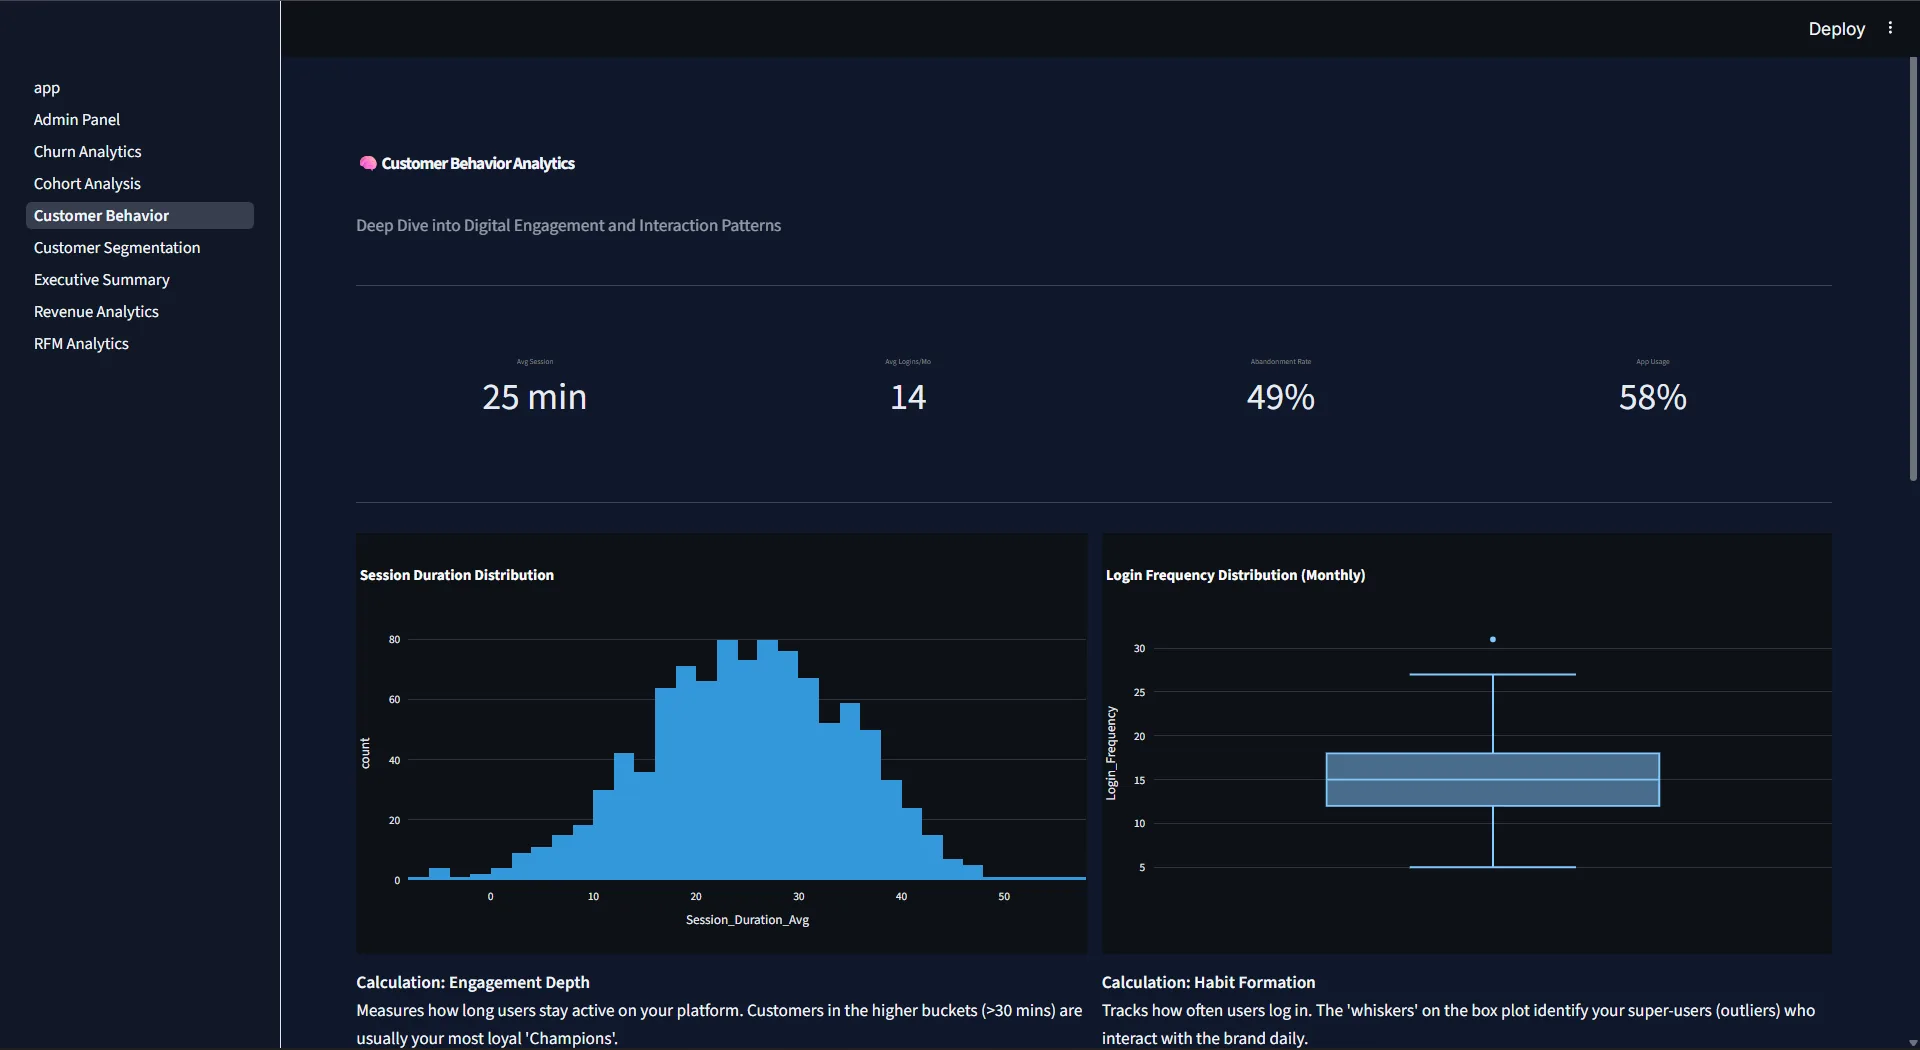 Deploy
app
Admin Panel
Churn Analytics
Cohort Analysis
Customer Behavior
Customer Segmentation
Executive Summary
Revenue Analytics
RFM Analytics
Customer Behavior Analytics
Deep Dive into Digital Engagement and Interaction Patterns
Avg Session
25 min
Avg Logins/Mo
14
Abandonment Rate
49%
App Usage
58%
Session Duration Distribution
80
60
40
20
0
count
0 10 20 30 40 50
Session_Duration_Avg
Login Frequency Distribution (Monthly)
30
25
20
15
10
5
Login_Frequency
Calculation: Engagement Depth
Measures how long users stay active on your platform. Customers in the higher buckets (>30 mins) are
usually your most loyal 'Champions'.
Calculation: Habit Formation
Tracks how often users log in. The 'whiskers' on the box plot identify your super-users (outliers) who
interact with the brand daily.